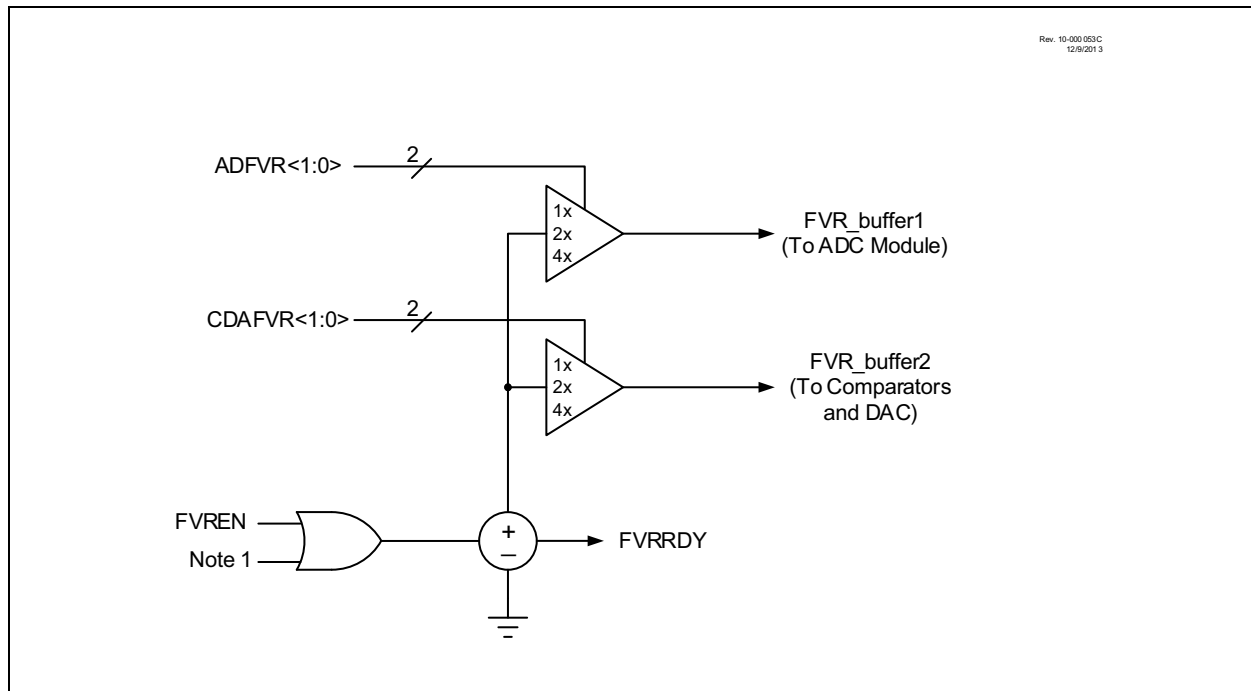 Rev. 10-000 053C
12/9/201 3
ADFVR<1:0>
2
1x
2x
4x
FVR_buffer1
(To ADC Module)
CDAFVR<1:0>
2
1x
2x
4x
FVR_buffer2
(To Comparators
and DAC)
FVREN
Note 1
+
–
FVRRDY